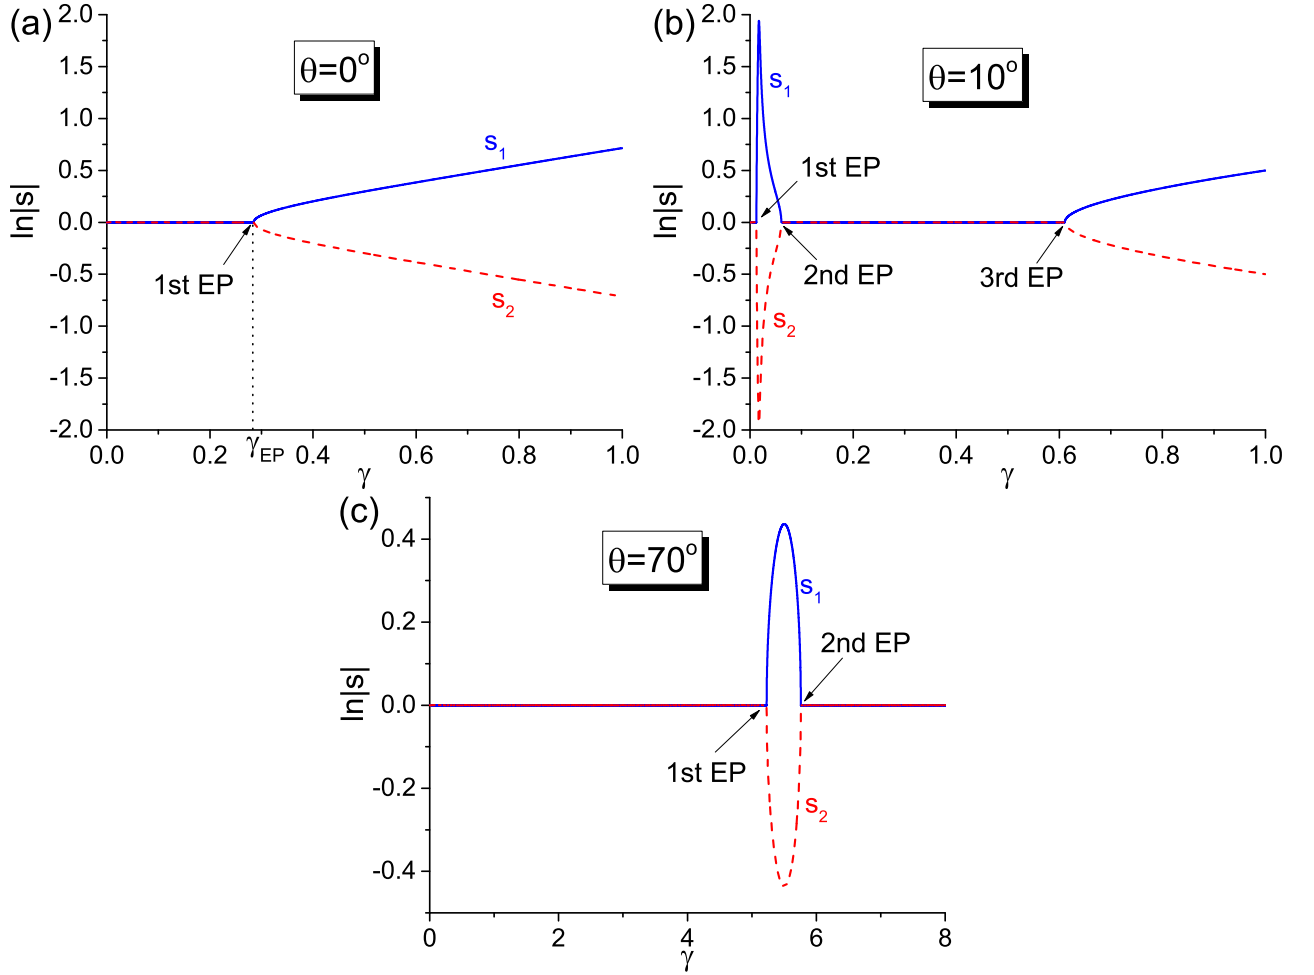 (a)
θ=0°
2.0
1.5
1.0
0.5
0.0
-0.5
-1.0
-1.5
-2.0
ln|s|
s1
s2
1st EP
0.0 0.2 γEP 0.4 0.6 0.8 1.0
γ
(b)
θ=10°
2.0
1.5
1.0
0.5
0.0
-0.5
-1.0
-1.5
-2.0
ln|s|
s1
1st EP
2nd EP
3rd EP
s2
0.0 0.2 0.4 0.6 0.8 1.0
γ
(c)
θ=70°
0.4
0.2
0.0
-0.2
-0.4
ln|s|
s1
2nd EP
1st EP
s2
0 2 4 6 8
γ